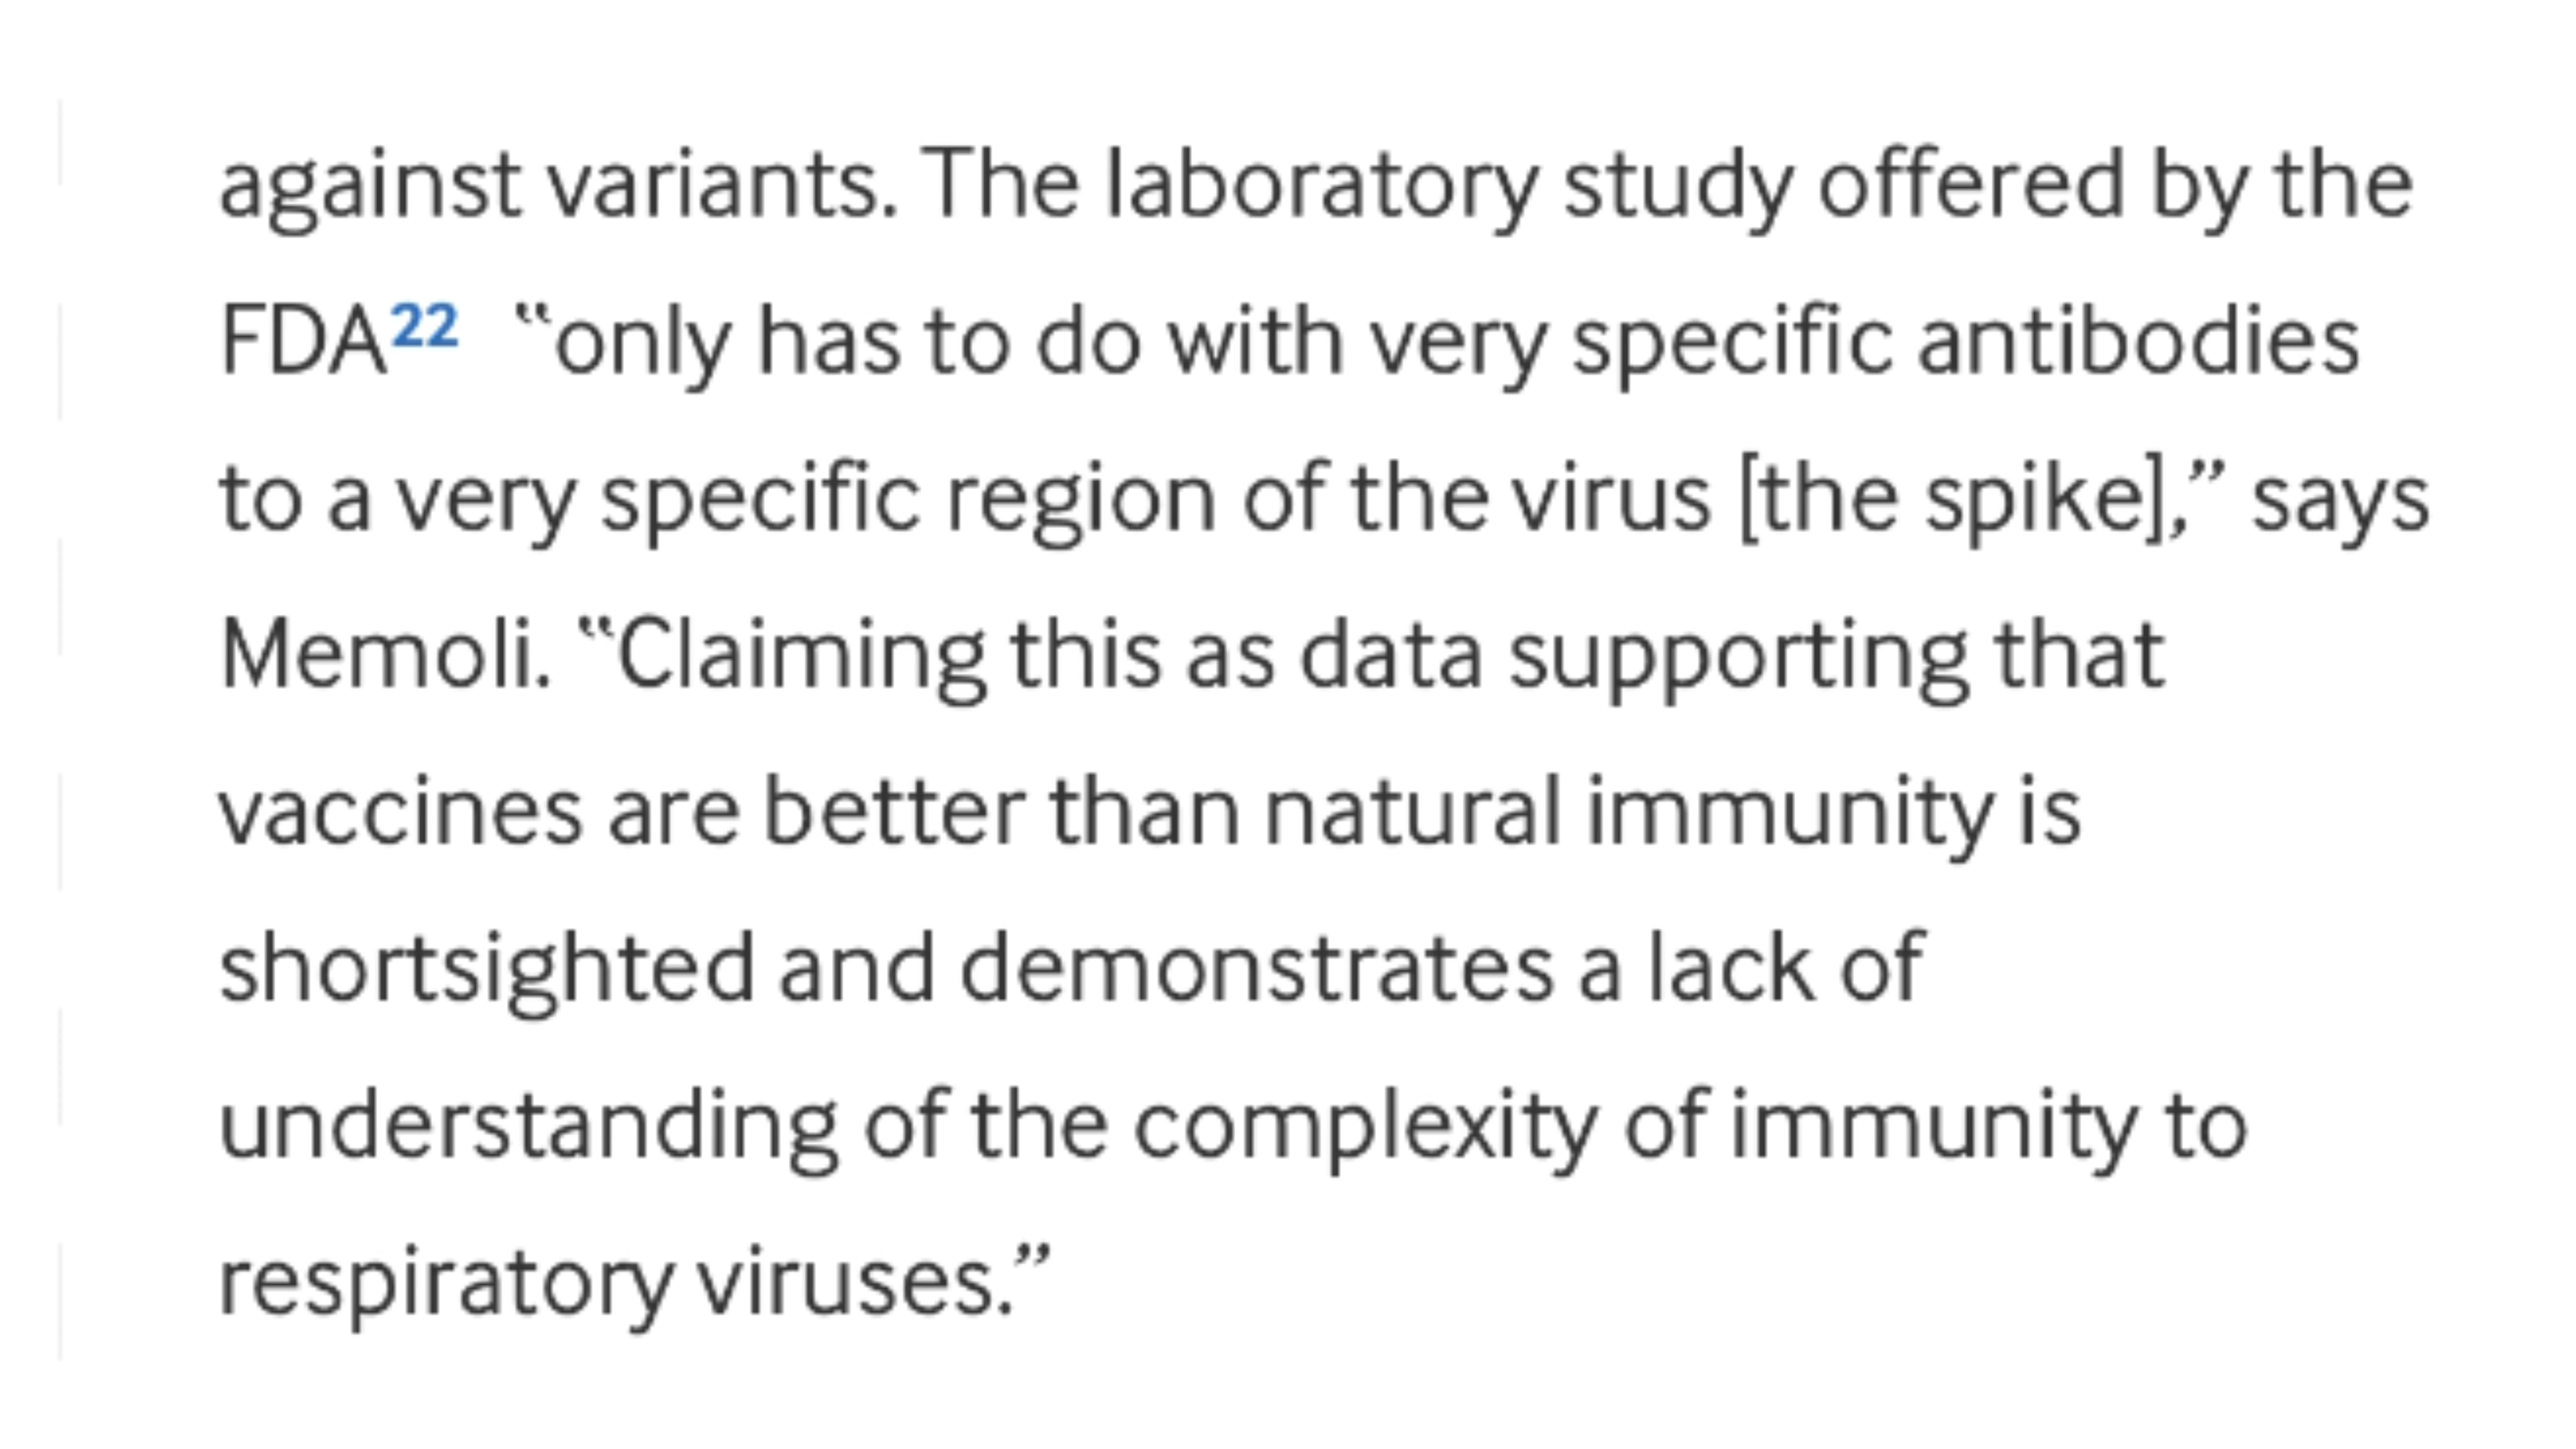 against variants. The laboratory study offered by the
FDA22 “only has to do with very specific antibodies
to a very specific region of the virus [the spike],” says
Memoli. “Claiming this as data supporting that
vaccines are better than natural immunity is
shortsighted and demonstrates a lack of
understanding of the complexity of immunity to
respiratory viruses.”